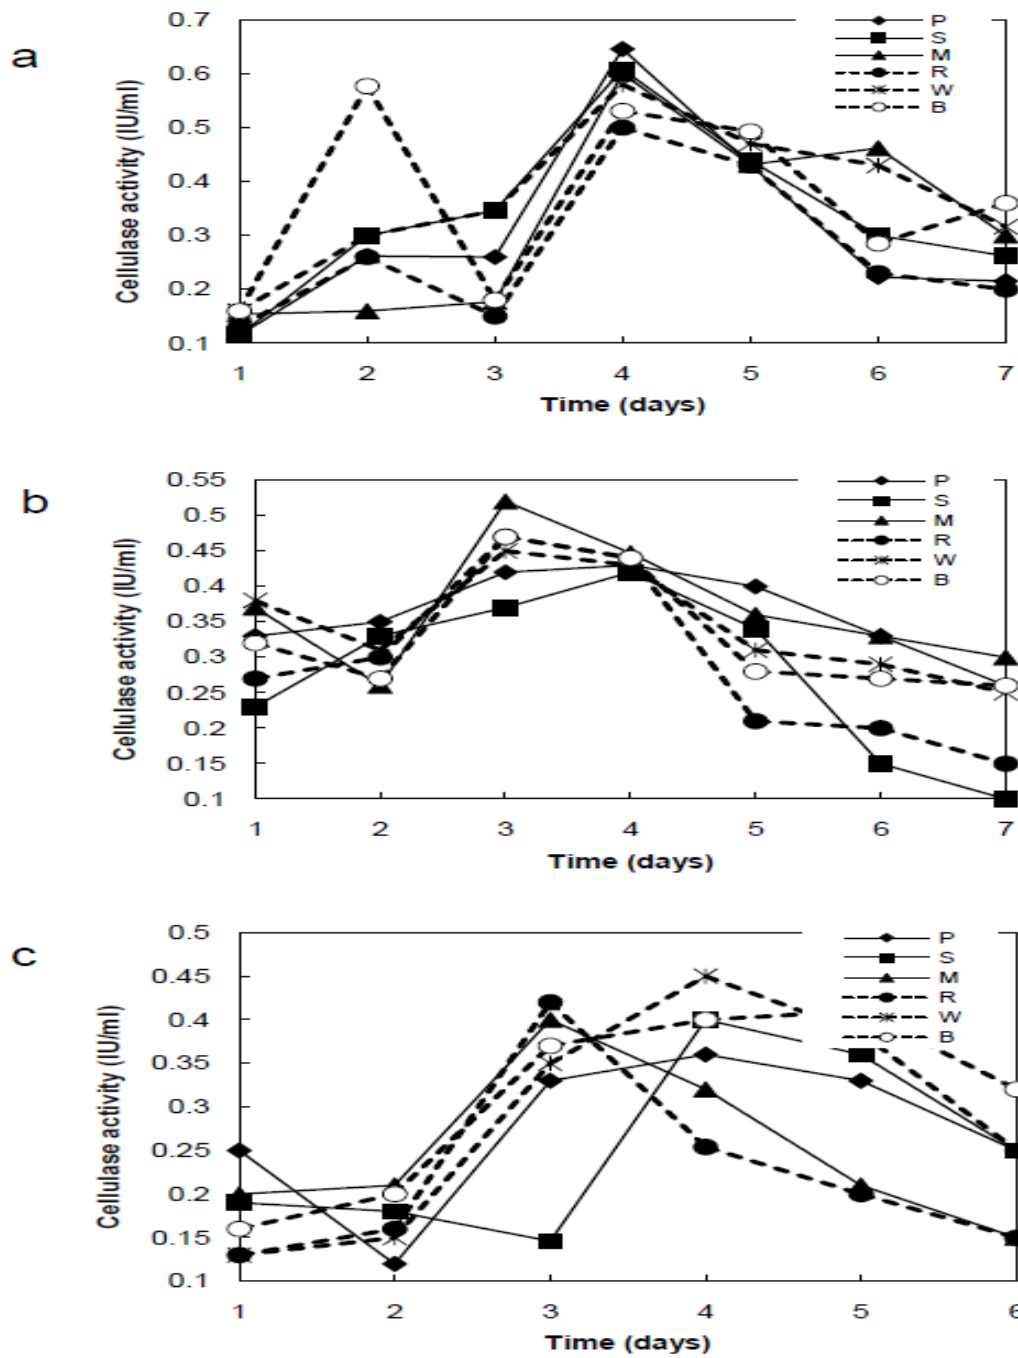 a
Cellulase activity (IU/ml)
0.7
0.6
0.5
0.4
0.3
0.2
0.1
1 2 3 4 5 6 7
Time (days)
P
S
M
R
W
B
b
Cellulase activity (IU/ml)
0.55
0.5
0.45
0.4
0.35
0.3
0.25
0.2
0.15
0.1
1 2 3 4 5 6 7
Time (days)
P
S
M
R
W
B
c
Cellulase activity (IU/ml)
0.5
0.45
0.4
0.35
0.3
0.25
0.2
0.15
0.1
1 2 3 4 5 6
Time (days)
P
S
M
R
W
B